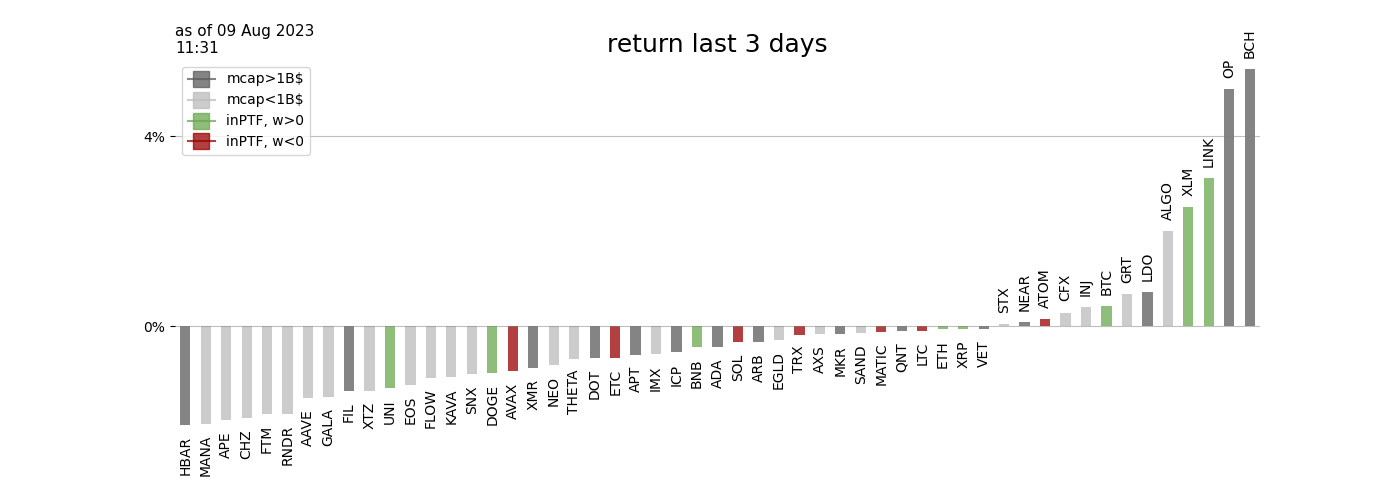 as of 09 Aug 2023
11:31
return last 3 days
mcap>1B$
mcap<1B$
inPTF, w>0
inPTF, w<0
4%
0%
HBAR
MANA
APE
CHZ
FTM
RNDR
AAVE
GALA
FIL
XTZ
UNI
EOS
FLOW
KAVA
SNX
DOGE
AVAX
XMR
NEO
THETA
DOT
ETC
APT
IMX
ICP
BNB
ADA
SOL
ARB
EGLD
TRX
AXS
MKR
SAND
MATIC
QNT
LTC
ETH
XRP
VET
STX
NEAR
ATOM
CFX
INJ
BTC
GRT
LDO
ALGO
XLM
LINK
OP
BCH